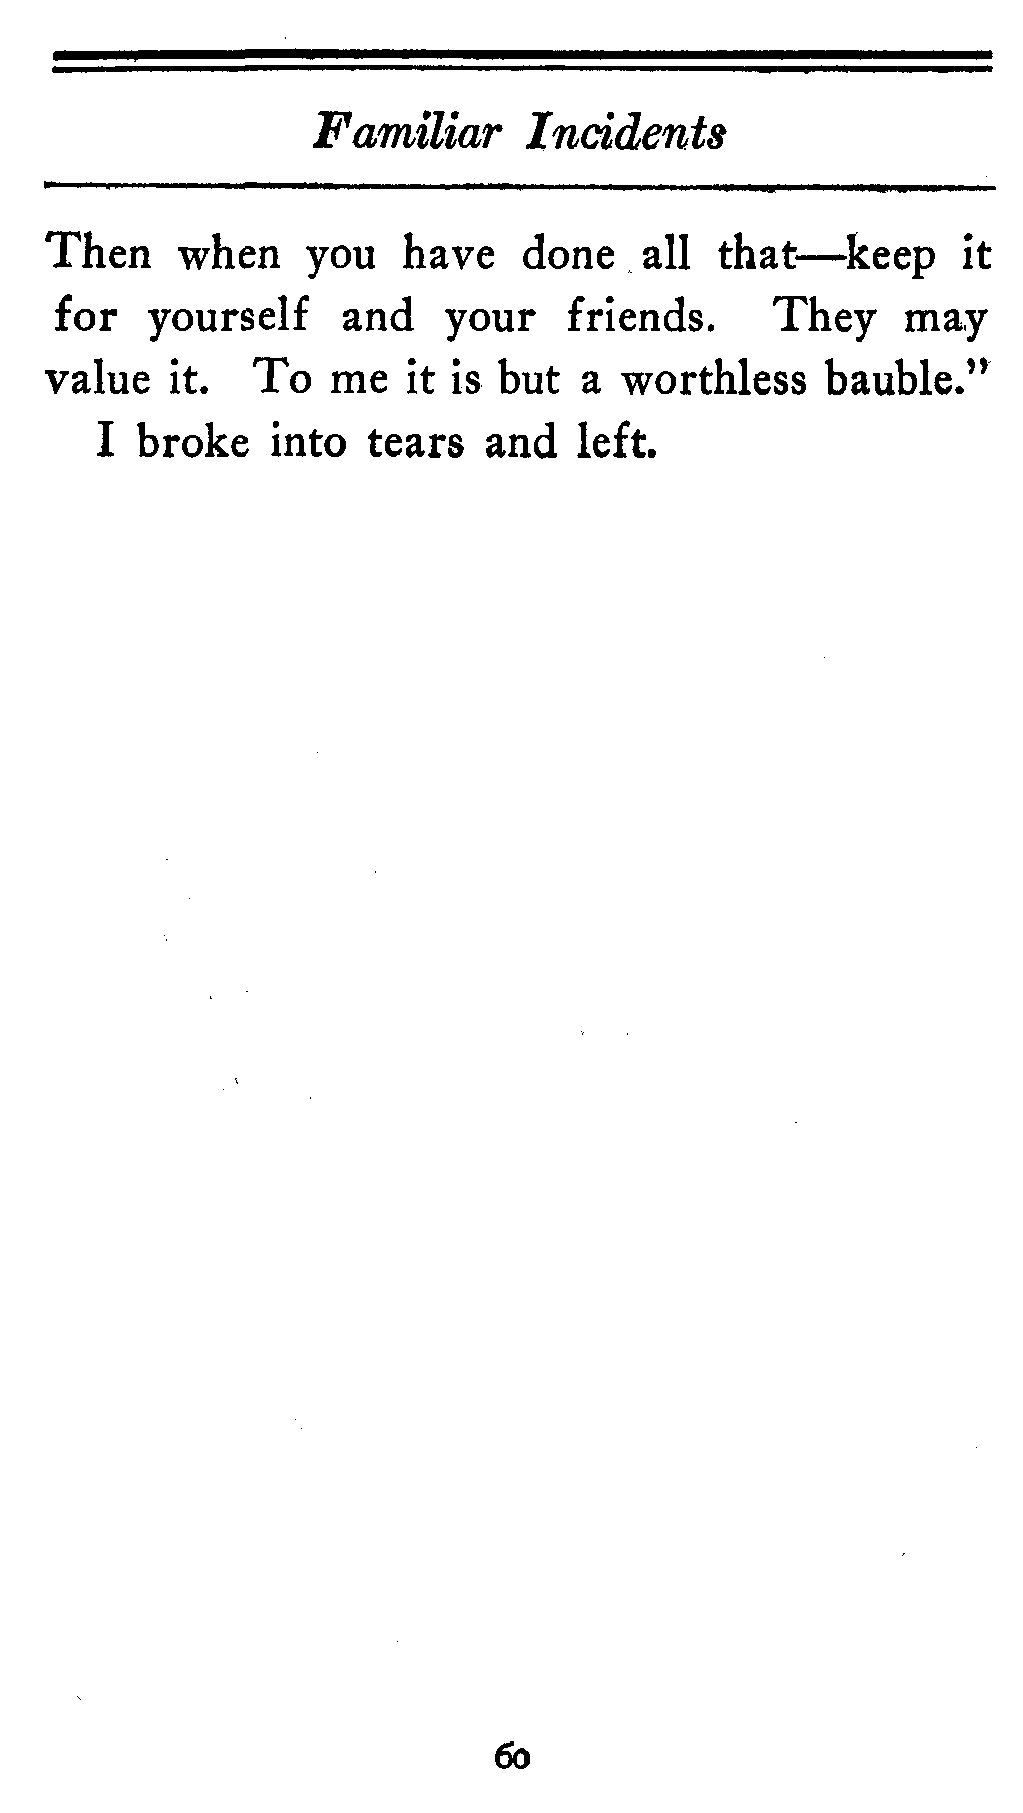 Familiar Incidents
Then when you have done all that—keep it
for yourself and your friends. They may
value it. To me it is but a worthless bauble."
I broke into tears and left.
60